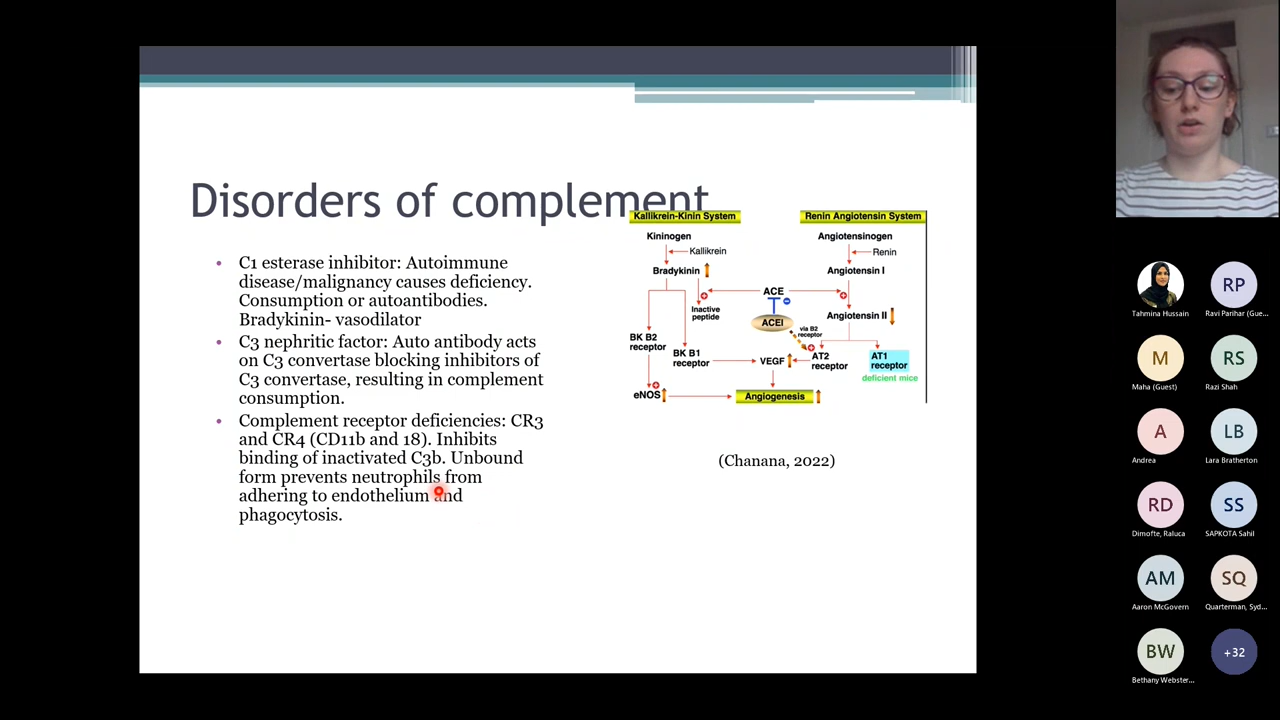 Disorders of complement
• C1 esterase inhibitor: Autoimmune
disease/malignancy causes deficiency.
Consumption or autoantibodies.
Bradykinin- vasodilator
• C3 nephritic factor: Auto antibody acts
on C3 convertase blocking inhibitors of
C3 convertase, resulting in complement
consumption.
• Complement receptor deficiencies: CR3
and CR4 (CD11b and 18). Inhibits
binding of inactivated C3b. Unbound
form prevents neutrophils from
adhering to endothelium and
phagocytosis.
Kallikrein-Kinin System
Renin Angiotensin System
Kininogen
Angiotensinogen
Kallikrein
Renin
Bradykinin
Angiotensin I
ACE
Inactive
peptide
Angiotensin II
ACEI
via B2
receptor
BK B2
receptor
BK B1
receptor
VEGF
AT2
receptor
AT1
receptor
deficient mice
eNOS
Angiogenesis
(Chanana, 2022)
Tahmina Hussain
RP
Ravi Parihar (Gue...
M
Maha (Guest)
RS
Razi Shah
A
Andrea
LB
Lara Bratherton
RD
Dimofte, Raluca
SS
SAPKOTA Sahil
AM
Aaron McGovern
SQ
Quarterman, Syd...
BW
Bethany Webster...
+32